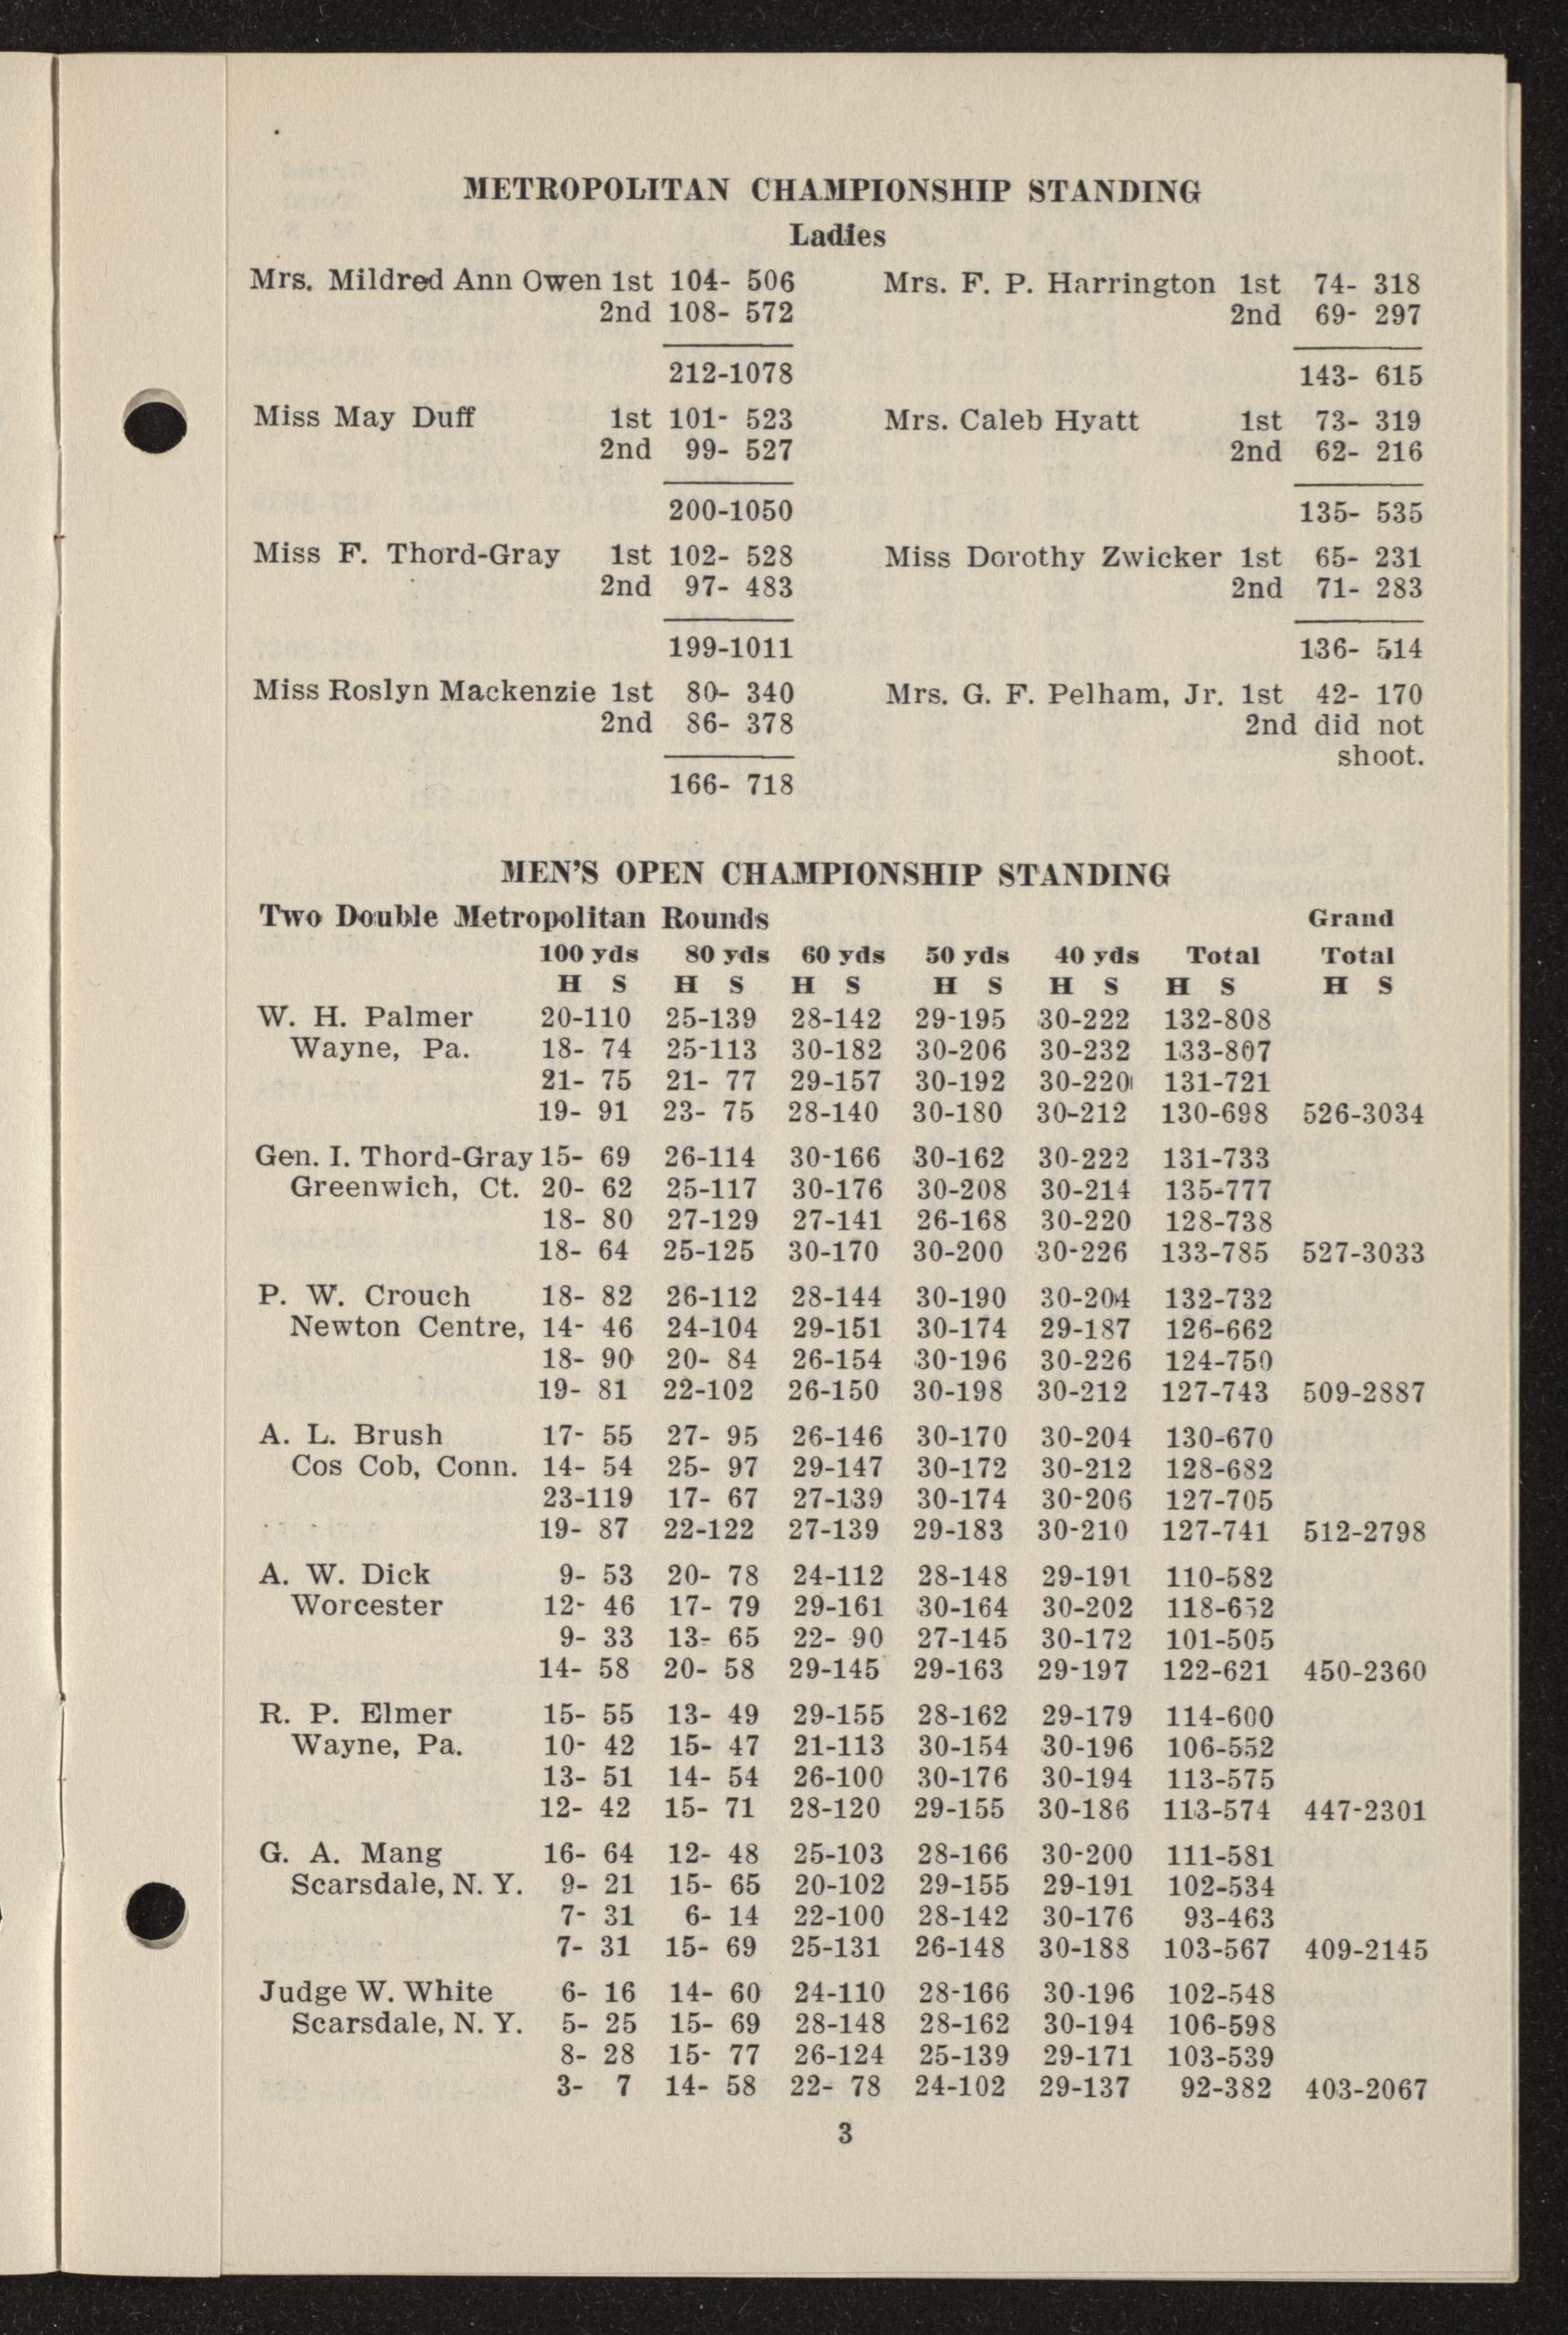 METROPOLITAN CHAMPIONSHIP STANDING
Ladies
Mrs. Mildred Ann Owen 1st 104- 506 Mrs. F. P. Harrington 1st 74- 318
2nd 108- 572 2nd 69- 297
212-1078 143- 615
Miss May Duff 1st 101- 523 Mrs. Caleb Hyatt 1st 73- 319
2nd 99- 527 2nd 62- 216
200-1050 135- 535
Miss F. Thord-Gray 1st 102- 528 Miss Dorothy Zwicker 1st 65- 231
2nd 97- 483 2nd 71- 283
199-1011 136- 514
Miss Roslyn Mackenzie 1st 80- 340 Mrs. G. F. Pelham, Jr. 1st 42- 170
2nd 86- 378 2nd did not
shoot.
166- 718
MEN'S OPEN CHAMPIONSHIP STANDING
Two Double Metropolitan Rounds Grand
100 yds 80 yds 60 yds 50 yds 40 yds Total Total
H S H S H S H S H S H S H S
W. H. Palmer 20-110 25-139 28-142 29-195 30-222 132-808
Wayne, Pa. 18- 74 25-113 30-182 30-206 30-232 133-807
21- 75 21- 77 29-157 30-192 30-220 131-721
19- 91 23- 75 28-140 30-180 30-212 130-698 526-3034
Gen. I. Thord-Gray 15- 69 26-114 30-166 30-162 30-222 131-733
Greenwich, Ct. 20- 62 25-117 30-176 30-208 30-214 135-777
18- 80 27-129 27-141 26-168 30-220 128-738
18- 64 25-125 30-170 30-200 30-226 133-785 527-3033
P. W. Crouch 18- 82 26-112 28-144 30-190 30-204 132-732
Newton Centre, 14- 46 24-104 29-151 30-174 29-187 126-662
18- 90 20- 84 26-154 30-196 30-226 124-750
19- 81 22-102 26-150 30-198 30-212 127-743 509-2887
A. L. Brush 17- 55 27- 95 26-146 30-170 30-204 130-670
Cos Cob, Conn. 14- 54 25- 97 29-147 30-172 30-212 128-682
23-119 17- 67 27-139 30-174 30-206 127-705
19- 87 22-122 27-139 29-183 30-210 127-741 512-2798
A. W. Dick 9- 53 20- 78 24-112 28-148 29-191 110-582
Worcester 12- 46 17- 79 29-161 30-164 30-202 118-652
9- 33 13- 65 22- 90 27-145 30-172 101-505
14- 58 20- 58 29-145 29-163 29-197 122-621 450-2360
R. P. Elmer 15- 55 13- 49 29-155 28-162 29-179 114-600
Wayne, Pa. 10- 42 15- 47 21-113 30-154 30-196 106-552
13- 51 14- 54 26-100 30-176 30-194 113-575
12- 42 15- 71 28-120 29-155 30-186 113-574 447-2301
G. A. Mang 16- 64 12- 48 25-103 28-166 30-200 111-581
Scarsdale, N. Y. 9- 21 15- 65 20-102 29-155 29-191 102-534
7- 31 6- 14 22-100 28-142 30-176 93-463
7- 31 15- 69 25-131 26-148 30-188 103-567 409-2145
Judge W. White 6- 16 14- 60 24-110 28-166 30-196 102-548
Scarsdale, N. Y. 5- 25 15- 69 28-148 28-162 30-194 106-598
8- 28 15- 77 26-124 25-139 29-171 103-539
3- 7 14- 58 22- 78 24-102 29-137 92-382 403-2067
3